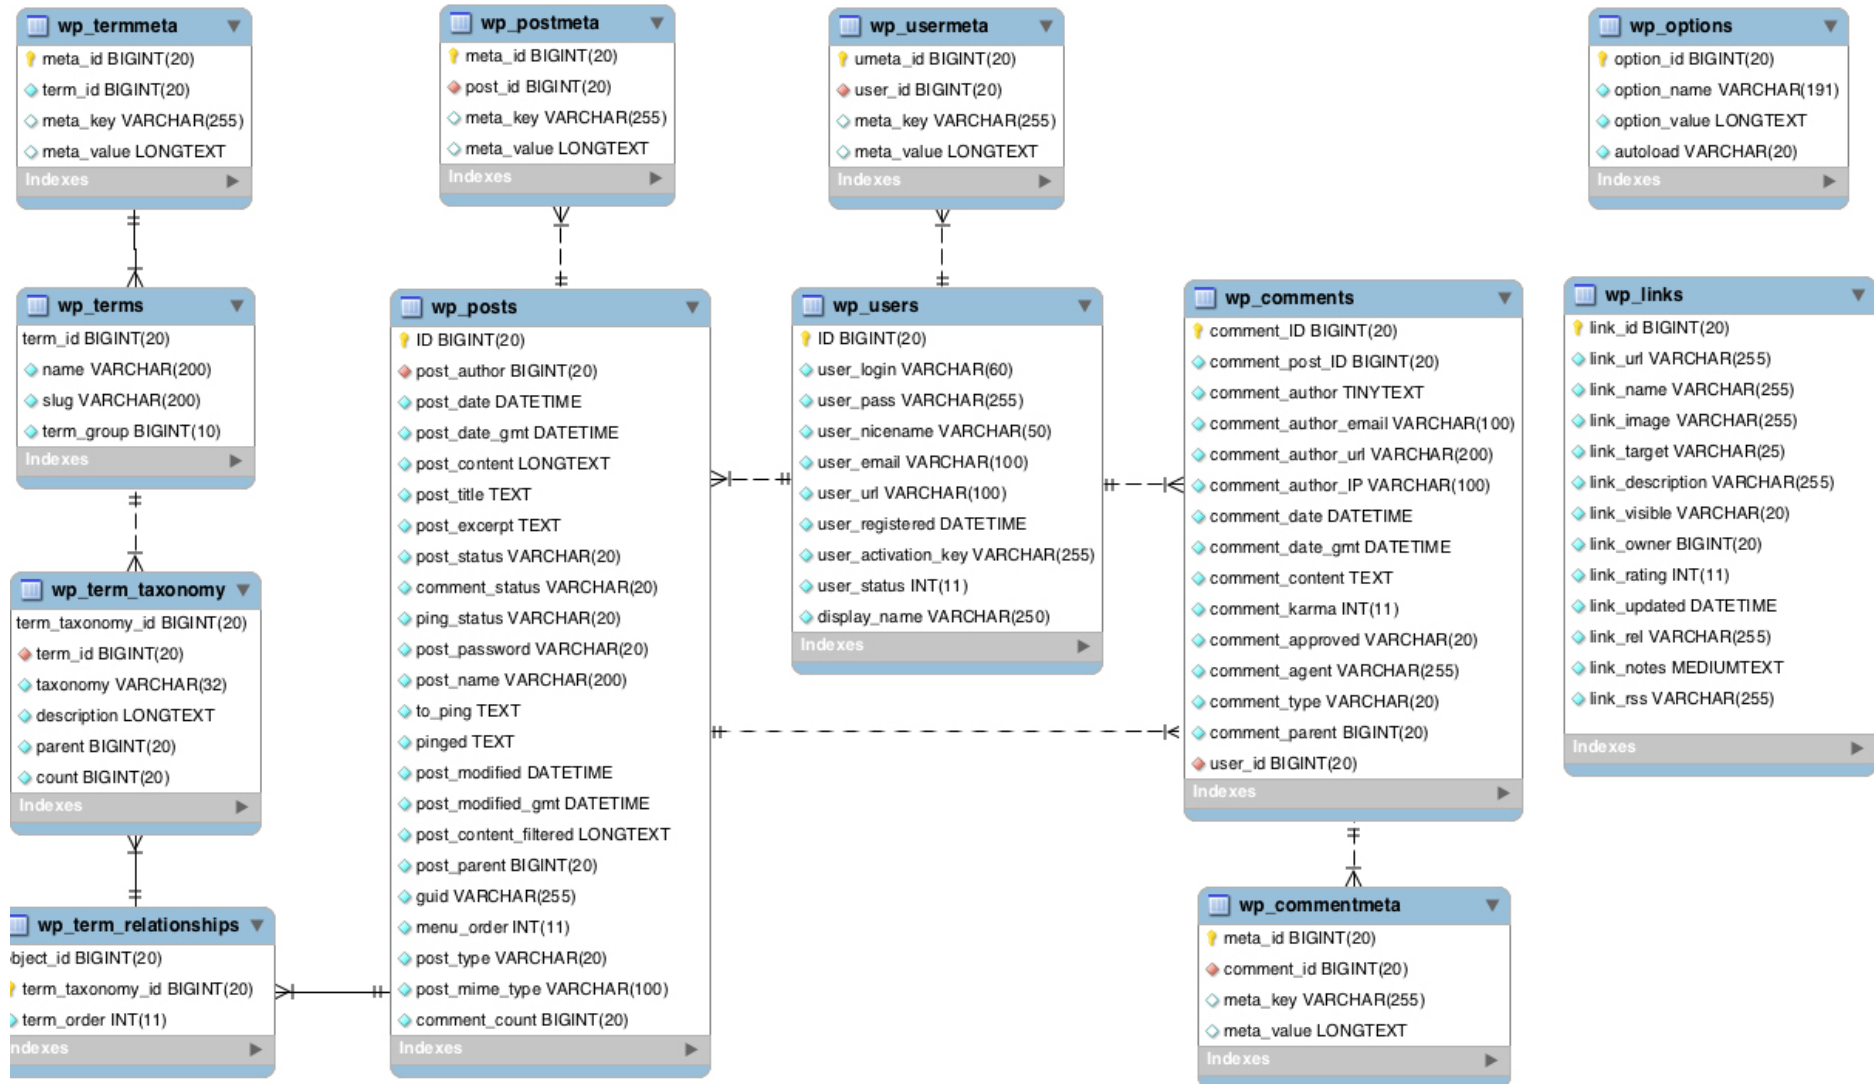 wp_termmeta
meta_id BIGINT(20)
term_id BIGINT(20)
meta_key VARCHAR(255)
meta_value LONGTEXT
Indexes
wp_postmeta
meta_id BIGINT(20)
post_id BIGINT(20)
meta_key VARCHAR(255)
meta_value LONGTEXT
Indexes
wp_usermeta
umeta_id BIGINT(20)
user_id BIGINT(20)
meta_key VARCHAR(255)
meta_value LONGTEXT
Indexes
wp_options
option_id BIGINT(20)
option_name VARCHAR(191)
option_value LONGTEXT
autoload VARCHAR(20)
Indexes
wp_terms
term_id BIGINT(20)
name VARCHAR(200)
slug VARCHAR(200)
term_group BIGINT(10)
Indexes
wp_term_taxonomy
term_taxonomy_id BIGINT(20)
term_id BIGINT(20)
taxonomy VARCHAR(32)
description LONGTEXT
parent BIGINT(20)
count BIGINT(20)
Indexes
wp_term_relationships
bject_id BIGINT(20)
term_taxonomy_id BIGINT(20)
term_order INT(11)
ndexes
wp_posts
ID BIGINT(20)
post_author BIGINT(20)
post_date DATETIME
post_date_gmt DATETIME
post_content LONGTEXT
post_title TEXT
post_excerpt TEXT
post_status VARCHAR(20)
comment_status VARCHAR(20)
ping_status VARCHAR(20)
post_password VARCHAR(20)
post_name VARCHAR(200)
to_ping TEXT
pinged TEXT
post_modified DATETIME
post_modified_gmt DATETIME
post_content_filtered LONGTEXT
post_parent BIGINT(20)
guid VARCHAR(255)
menu_order INT(11)
post_type VARCHAR(20)
post_mime_type VARCHAR(100)
comment_count BIGINT(20)
Indexes
wp_users
ID BIGINT(20)
user_login VARCHAR(60)
user_pass VARCHAR(255)
user_nicename VARCHAR(50)
user_email VARCHAR(100)
user_url VARCHAR(100)
user_registered DATETIME
user_activation_key VARCHAR(255)
user_status INT(11)
display_name VARCHAR(250)
Indexes
wp_comments
comment_ID BIGINT(20)
comment_post_ID BIGINT(20)
comment_author TINYTEXT
comment_author_email VARCHAR(100)
comment_author_url VARCHAR(200)
comment_author_IP VARCHAR(100)
comment_date DATETIME
comment_date_gmt DATETIME
comment_content TEXT
comment_karma INT(11)
comment_approved VARCHAR(20)
comment_agent VARCHAR(255)
comment_type VARCHAR(20)
comment_parent BIGINT(20)
user_id BIGINT(20)
Indexes
wp_commentmeta
meta_id BIGINT(20)
comment_id BIGINT(20)
meta_key VARCHAR(255)
meta_value LONGTEXT
Indexes
wp_links
link_id BIGINT(20)
link_url VARCHAR(255)
link_name VARCHAR(255)
link_image VARCHAR(255)
link_target VARCHAR(25)
link_description VARCHAR(255)
link_visible VARCHAR(20)
link_owner BIGINT(20)
link_rating INT(11)
link_updated DATETIME
link_rel VARCHAR(255)
link_notes MEDIUMTEXT
link_rss VARCHAR(255)
Indexes